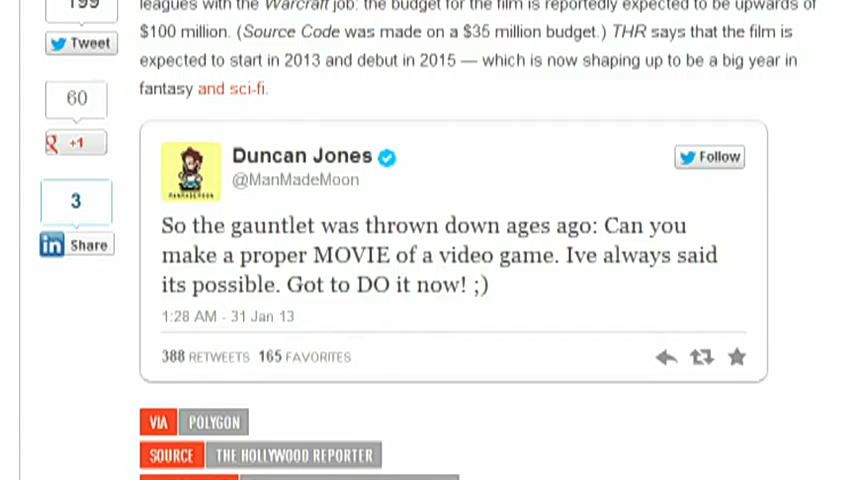 199
leagues with the Warcraft job: the budget for the film is reportedly expected to be upwards of
Tweet
$100 million. (Source Code was made on a $35 million budget.) THR says that the film is
expected to start in 2013 and debut in 2015 — which is now shaping up to be a big year in
fantasy and sci-fi.
60
+1
3
in Share
Duncan Jones
@ManMadeMoon
Follow
So the gauntlet was thrown down ages ago: Can you
make a proper MOVIE of a video game. Ive always said
its possible. Got to DO it now! ;)
1:28 AM - 31 Jan 13
388 RETWEETS 165 FAVORITES
VIA POLYGON
SOURCE THE HOLLYWOOD REPORTER